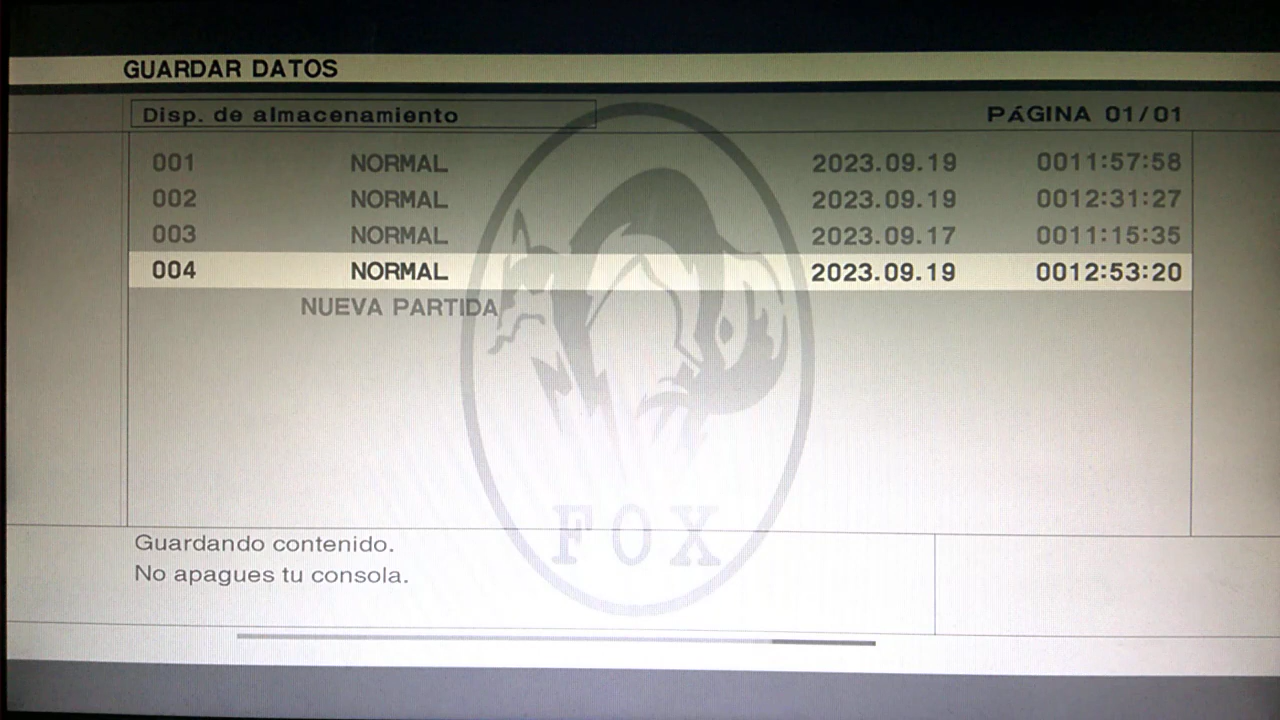 GUARDAR DATOS
Disp. de almacenamiento PÁGINA 01/01
001 NORMAL 2023.09.19 0011:57:58
002 NORMAL 2023.09.19 0012:31:27
003 NORMAL 2023.09.17 0011:15:35
004 NORMAL 2023.09.19 0012:53:20
NUEVA PARTIDA
FOX
Guardando contenido.
No apagues tu consola.